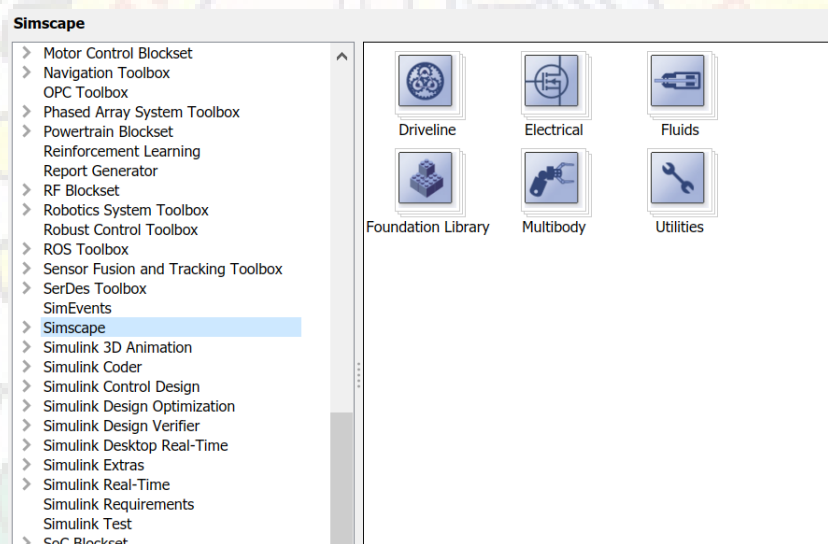 Simscape
Motor Control Blockset
Navigation Toolbox
OPC Toolbox
Phased Array System Toolbox
Powertrain Blockset
Reinforcement Learning
Report Generator
RF Blockset
Robotics System Toolbox
Robust Control Toolbox
ROS Toolbox
Sensor Fusion and Tracking Toolbox
SerDes Toolbox
SimEvents
Simscape
Simulink 3D Animation
Simulink Coder
Simulink Control Design
Simulink Design Optimization
Simulink Design Verifier
Simulink Desktop Real-Time
Simulink Extras
Simulink Real-Time
Simulink Requirements
Simulink Test
SoC Blockset
Driveline
Electrical
Fluids
Foundation Library
Multibody
Utilities